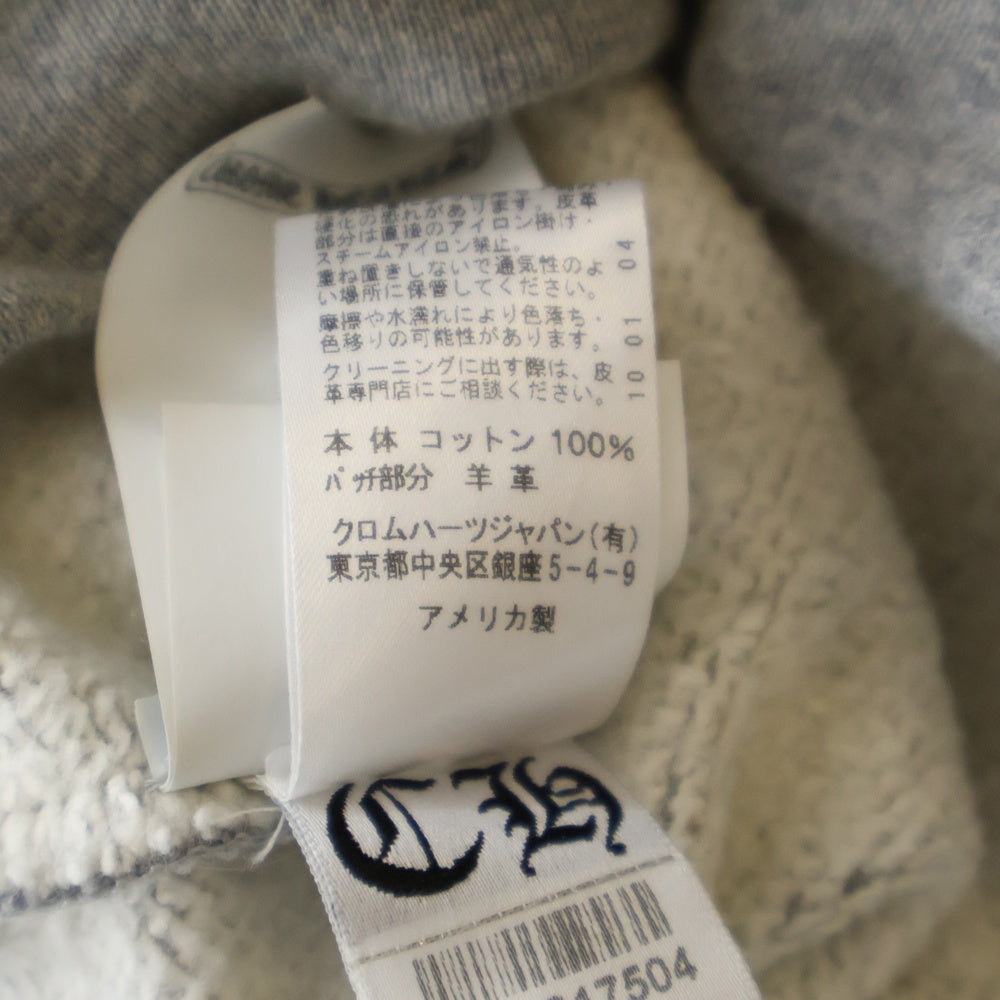 硬化の恐れがあります。皮革
部分は直接のアイロン掛け・
スチームアイロン禁止。
重ね置きしないで通気性のよ
い場所に保管してください。
摩擦や水濡れにより色落ち・
色移りの可能性があります。
クリーニングに出す際は、皮
革専門店にご相談ください。
10 01 04
本体 コットン 100%
パッチ部分 羊革
クロムハーツジャパン(有)
東京都中央区銀座5-4-9
アメリカ製
CH
17504